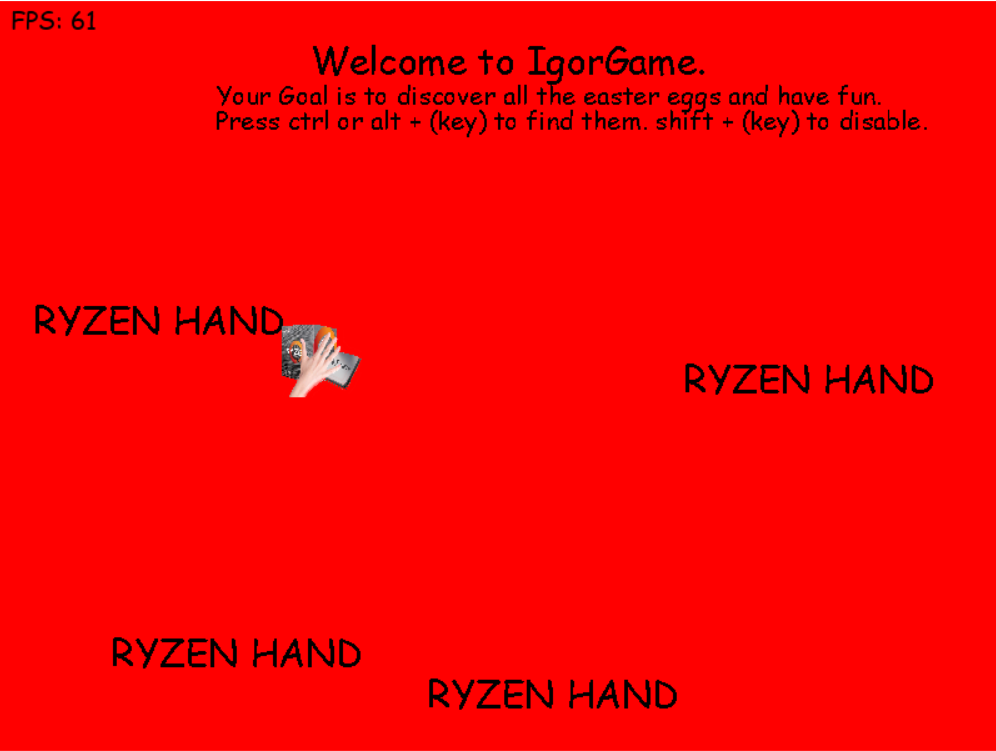 FPS: 61
Welcome to IgorGame.
Your Goal is to discover all the easter eggs and have fun.
Press ctrl or alt + (key) to find them. shift + (key) to disable.
RYZEN HAND
RYZEN HAND
RYZEN HAND
RYZEN HAND